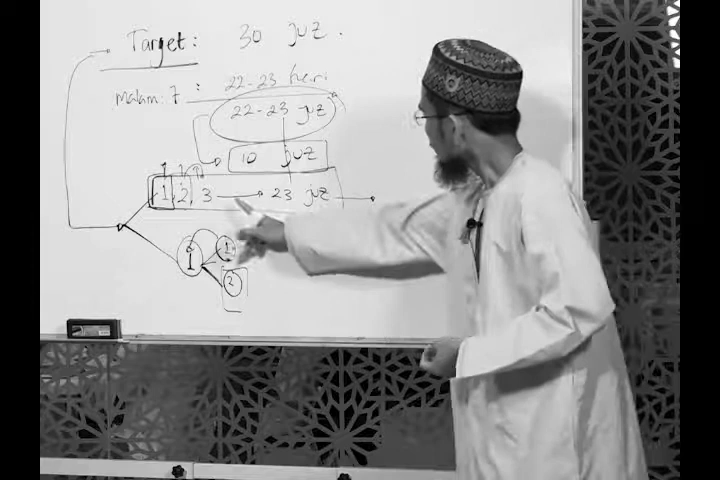 Target: 30 juz.
malam: 7 : 22-23 hari
22-23 juz
10 juz
1 2 3 → 23 juz
1 1
2